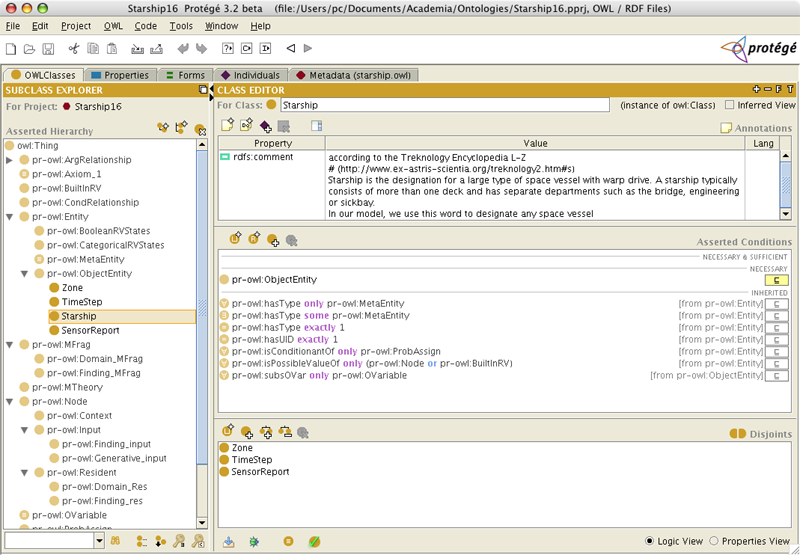 Starship16 Protégé 3.2 beta (file:/Users/pc/Documents/Academia/Ontologies/Starship16.pprj, OWL / RDF Files)
File Edit Project OWL Code Tools Window Help
protégé
OWLClasses Properties Forms Individuals Metadata (starship.owl)
SUBCLASS EXPLORER
For Project: Starship16
Asserted Hierarchy
owl:Thing
pr-owl:ArgRelationship
pr-owl:Axiom_1
pr-owl:BuiltInRV
pr-owl:CondRelationship
pr-owl:Entity
pr-owl:BooleanRVStates
pr-owl:CategoricalRVStates
pr-owl:MetaEntity
pr-owl:ObjectEntity
Zone
TimeStep
Starship
SensorReport
pr-owl:MFrag
pr-owl:Domain_MFrag
pr-owl:Finding_MFrag
pr-owl:MTheory
pr-owl:Node
pr-owl:Context
pr-owl:Input
pr-owl:Finding_input
pr-owl:Generative_input
pr-owl:Resident
pr-owl:Domain_Res
pr-owl:Finding_res
pr-owl:OVariable
pr-owl:ProbAssign
CLASS EDITOR
+ - F T
For Class: Starship (instance of owl:Class) Inferred View
Annotations
Property Value Lang
rdfs:comment
according to the Treknology Encyclopedia L-Z
# (http://www.ex-astris-scientia.org/treknology2.htm#s)
Starship is the designation for a large type of space vessel with warp drive. A starship typically
consists of more than one deck and has separate departments such as the bridge, engineering
or sickbay.
In our model, we use this word to designate any space vessel
Asserted Conditions
NECESSARY & SUFFICIENT
NECESSARY
pr-owl:ObjectEntity
INHERITED
pr-owl:hasType only pr-owl:MetaEntity [from pr-owl:Entity]
pr-owl:hasType some pr-owl:MetaEntity [from pr-owl:Entity]
pr-owl:hasType exactly 1 [from pr-owl:Entity]
pr-owl:hasUID exactly 1 [from pr-owl:Entity]
pr-owl:isConditionantOf only pr-owl:ProbAssign [from pr-owl:Entity]
pr-owl:isPossibleValueOf only (pr-owl:Node or pr-owl:BuiltInRV) [from pr-owl:Entity]
pr-owl:subsOVar only pr-owl:OVariable [from pr-owl:ObjectEntity]
Disjoints
Zone
TimeStep
SensorReport
Logic View Properties View